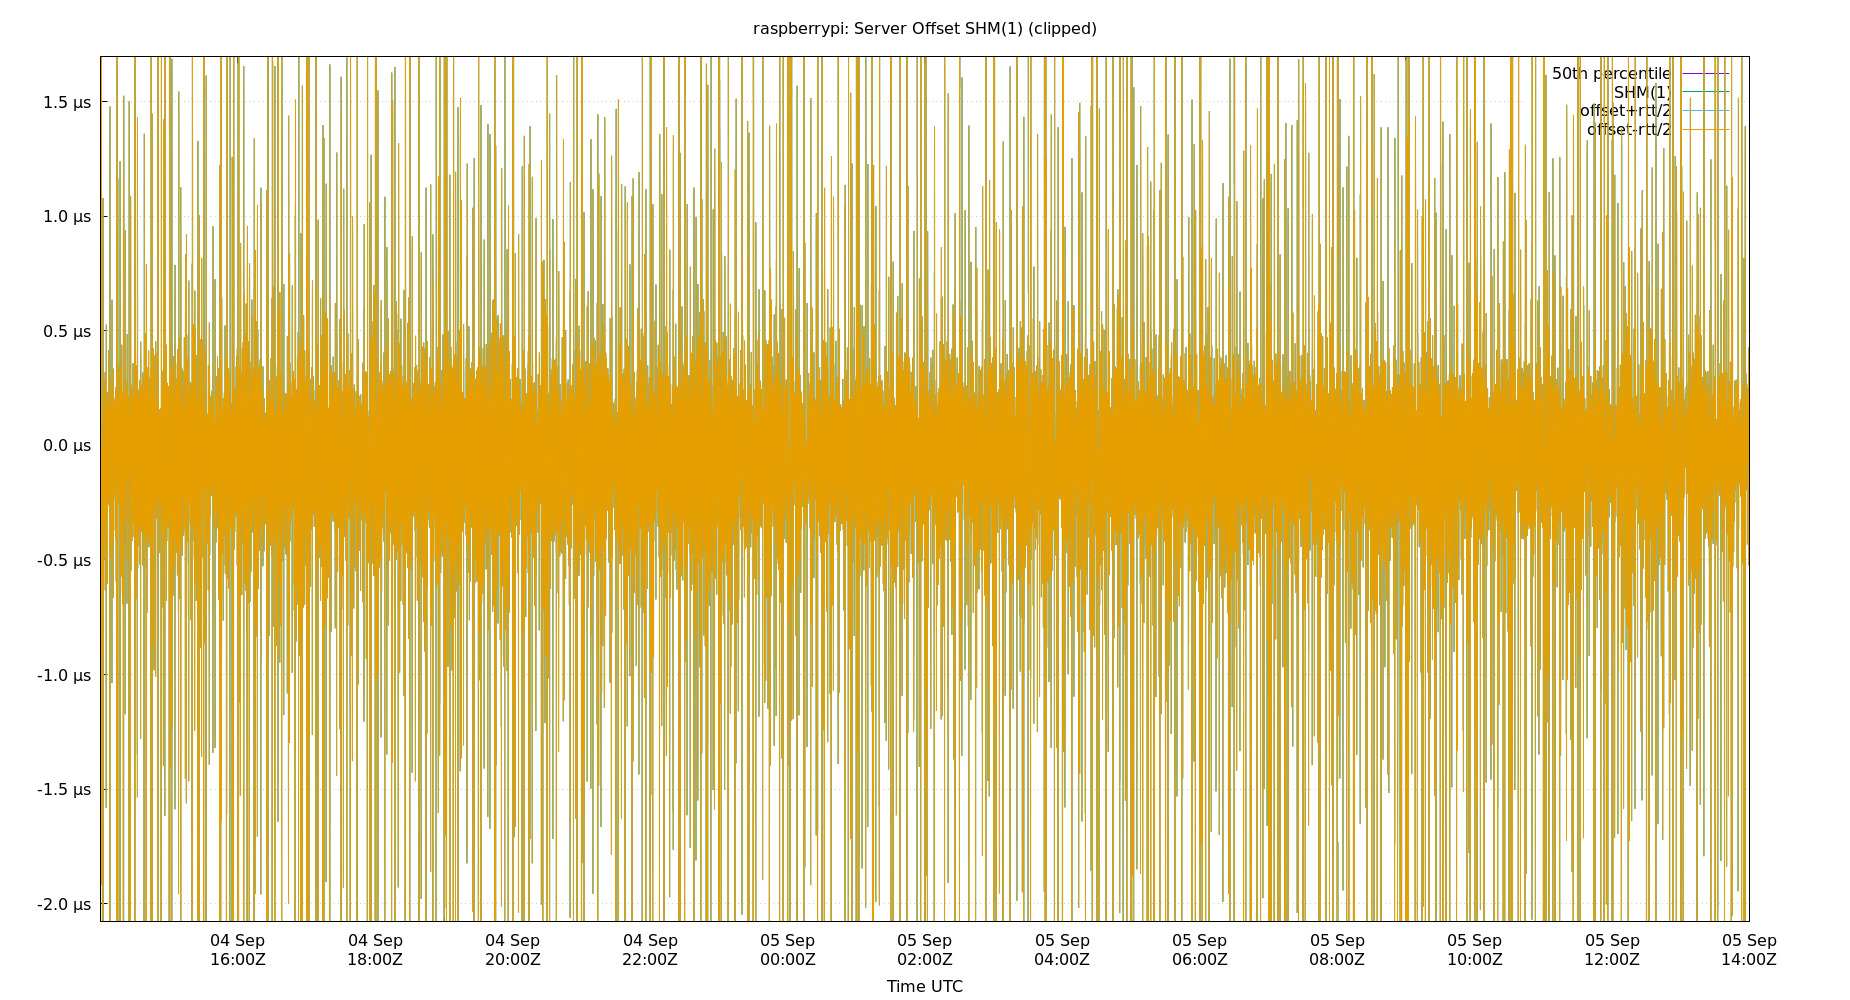 raspberrypi: Server Offset SHM(1) (clipped)
50th percentile
SHM(1)
offset+rtt/2
offset-rtt/2
1.5 µs
1.0 µs
0.5 µs
0.0 µs
-0.5 µs
-1.0 µs
-1.5 µs
-2.0 µs
04 Sep 04 Sep 04 Sep 04 Sep 05 Sep 05 Sep 05 Sep 05 Sep 05 Sep 05 Sep 05 Sep 05 Sep
16:00Z 18:00Z 20:00Z 22:00Z 00:00Z 02:00Z 04:00Z 06:00Z 08:00Z 10:00Z 12:00Z 14:00Z
Time UTC